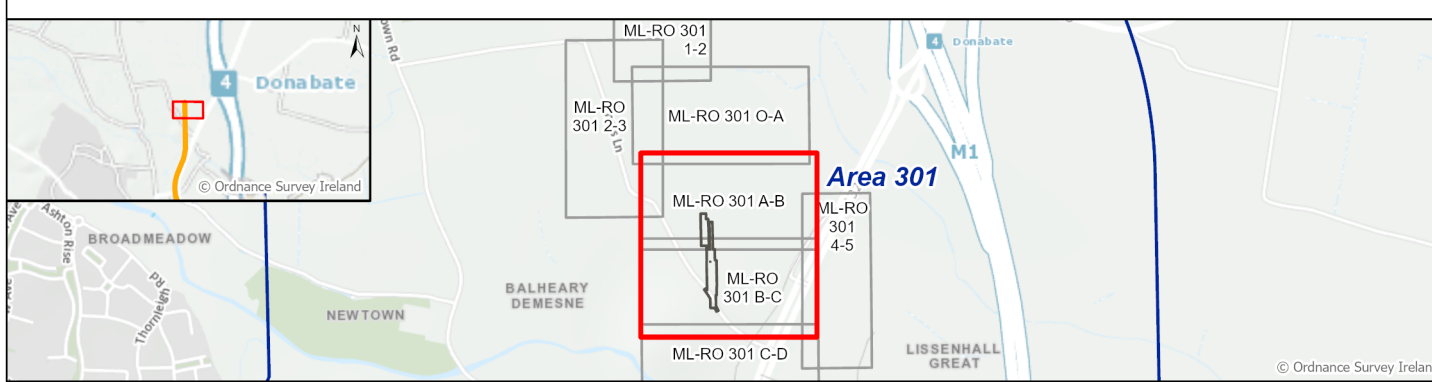 N
4
Donabate
© Ordnance Survey Ireland
own Rd
ML-RO 301
1-2
4 Donabate
ML-RO
301 2-3
s Ln
ML-RO 301 O-A
M1
Area 301
ML-RO 301 A-B
ML-RO
301
4-5
Ashton Rise
BROADMEADOW
Rd
Thornleigh
NEWTOWN
BALHEARY
DEMESNE
ML-RO
301 B-C
ML-RO 301 C-D
LISSENHALL
GREAT
© Ordnance Survey Irelan